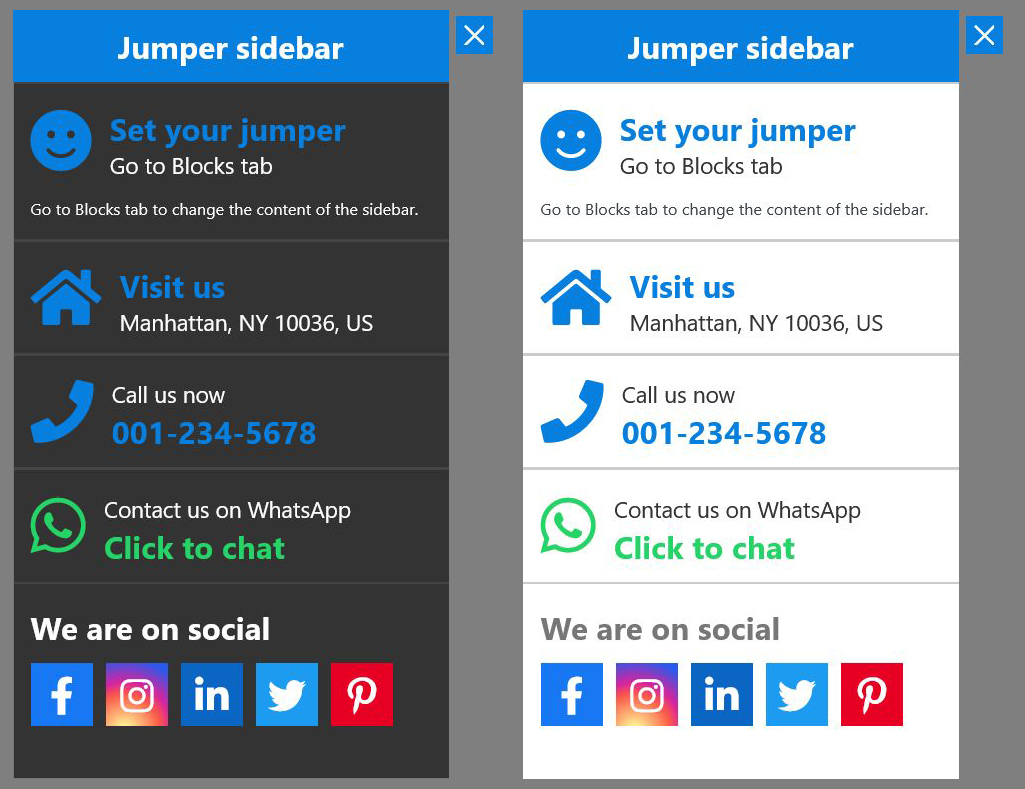 Jumper sidebar
Set your jumper
Go to Blocks tab
Go to Blocks tab to change the content of the sidebar.
Visit us
Manhattan, NY 10036, US
Call us now
001-234-5678
Contact us on WhatsApp
Click to chat
We are on social
Jumper sidebar
Set your jumper
Go to Blocks tab
Go to Blocks tab to change the content of the sidebar.
Visit us
Manhattan, NY 10036, US
Call us now
001-234-5678
Contact us on WhatsApp
Click to chat
We are on social